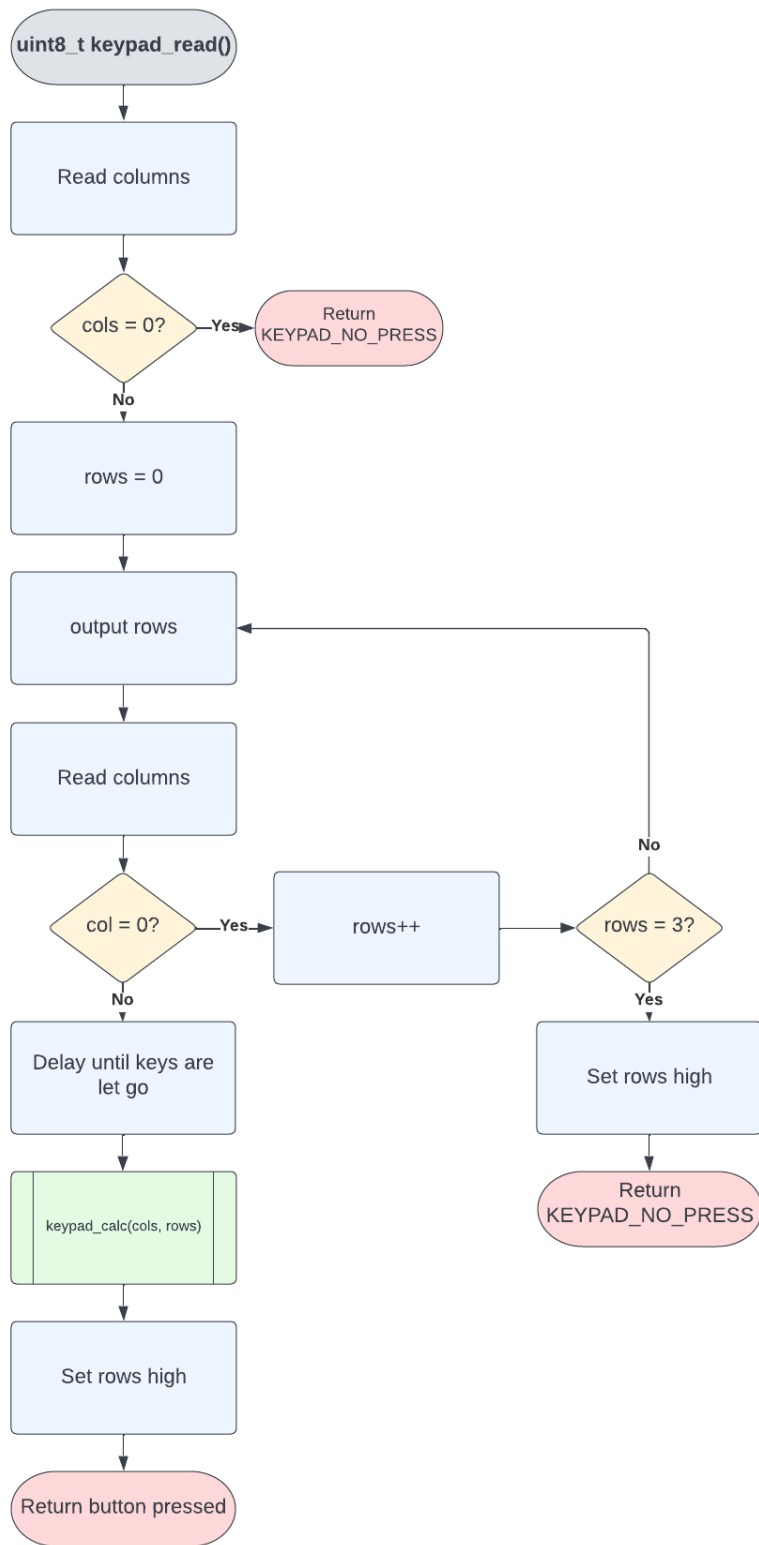 uint8_t keypad_read()
Read columns
cols = 0?
Yes
Return
KEYPAD_NO_PRESS
No
rows = 0
output rows
Read columns
No
col = 0?
Yes
rows++
rows = 3?
No
Yes
Delay until keys are
let go
Set rows high
keypad_calc(cols, rows)
Return
KEYPAD_NO_PRESS
Set rows high
Return button pressed